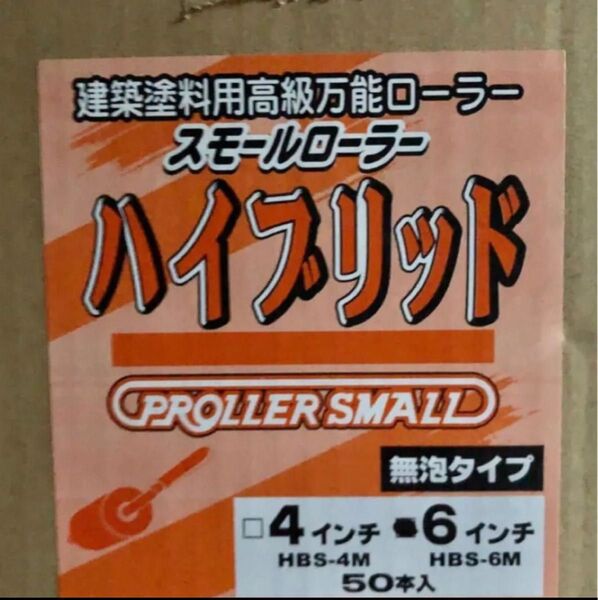 建築塗料用高級万能ローラー
スモールローラー
ハイブリッド
PROLLER SMALL
無泡タイプ
□4インチ ■6インチ
HBS-4M HBS-6M
50本入